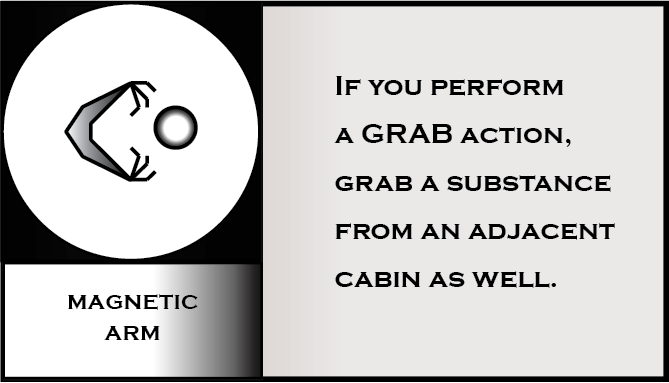 If you perform
a GRAB action,
grab a substance
from an adjacent
cabin as well.
magnetic
arm